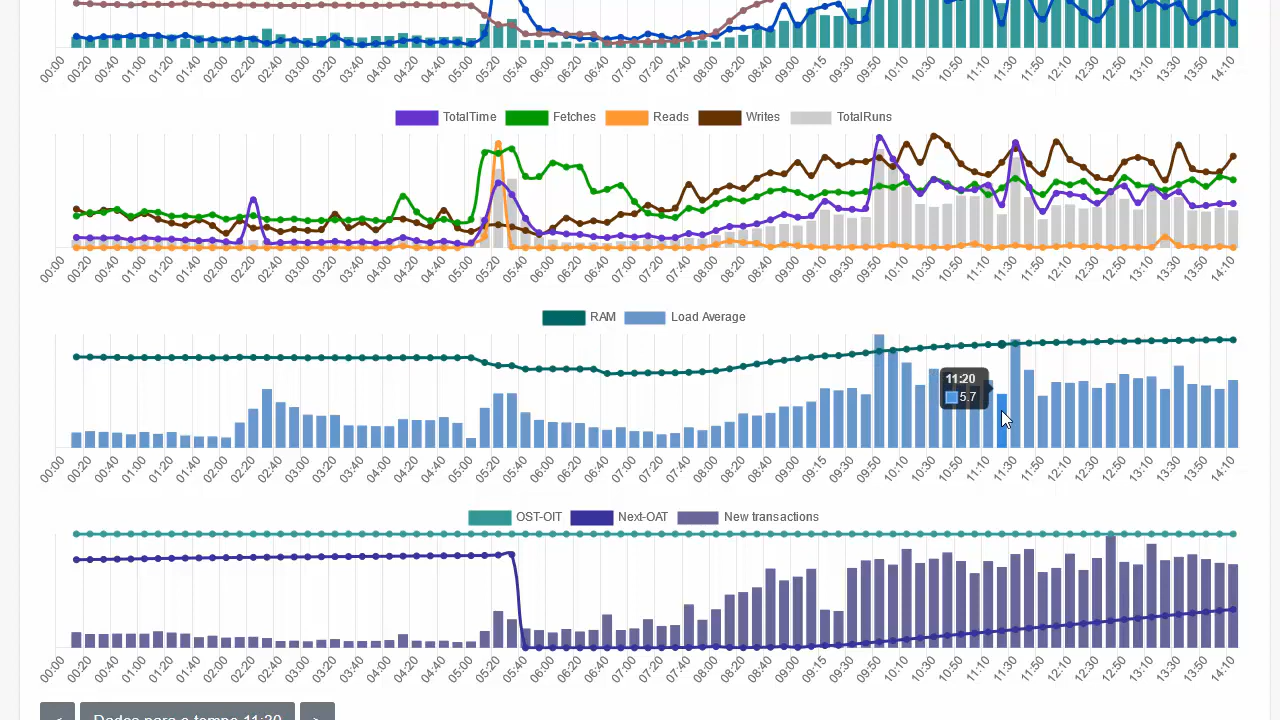 00:00 00:20 00:40 01:00 01:20 01:40 02:00 02:20 02:40 03:00 03:20 03:40 04:00 04:20 04:40 05:00 05:20 05:40 06:00 06:20 06:40 07:00 07:20 07:40 08:00 08:20 08:40 09:00 09:15 09:30 09:50 10:10 10:30 10:50 11:10 11:30 11:50 12:10 12:30 12:50 13:10 13:30 13:50 14:10
TotalTime Fetches Reads Writes TotalRuns
00:00 00:20 00:40 01:00 01:20 01:40 02:00 02:20 02:40 03:00 03:20 03:40 04:00 04:20 04:40 05:00 05:20 05:40 06:00 06:20 06:40 07:00 07:20 07:40 08:00 08:20 08:40 09:00 09:15 09:30 09:50 10:10 10:30 10:50 11:10 11:30 11:50 12:10 12:30 12:50 13:10 13:30 13:50 14:10
RAM Load Average
11:20
5.7
00:00 00:20 00:40 01:00 01:20 01:40 02:00 02:20 02:40 03:00 03:20 03:40 04:00 04:20 04:40 05:00 05:20 05:40 06:00 06:20 06:40 07:00 07:20 07:40 08:00 08:20 08:40 09:00 09:15 09:30 09:50 10:10 10:30 10:50 11:10 11:30 11:50 12:10 12:30 12:50 13:10 13:30 13:50 14:10
OST-OIT Next-OAT New transactions
00:00 00:20 00:40 01:00 01:20 01:40 02:00 02:20 02:40 03:00 03:20 03:40 04:00 04:20 04:40 05:00 05:20 05:40 06:00 06:20 06:40 07:00 07:20 07:40 08:00 08:20 08:40 09:00 09:15 09:30 09:50 10:10 10:30 10:50 11:10 11:30 11:50 12:10 12:30 12:50 13:10 13:30 13:50 14:10
< Dados para o tempo 11:20 >